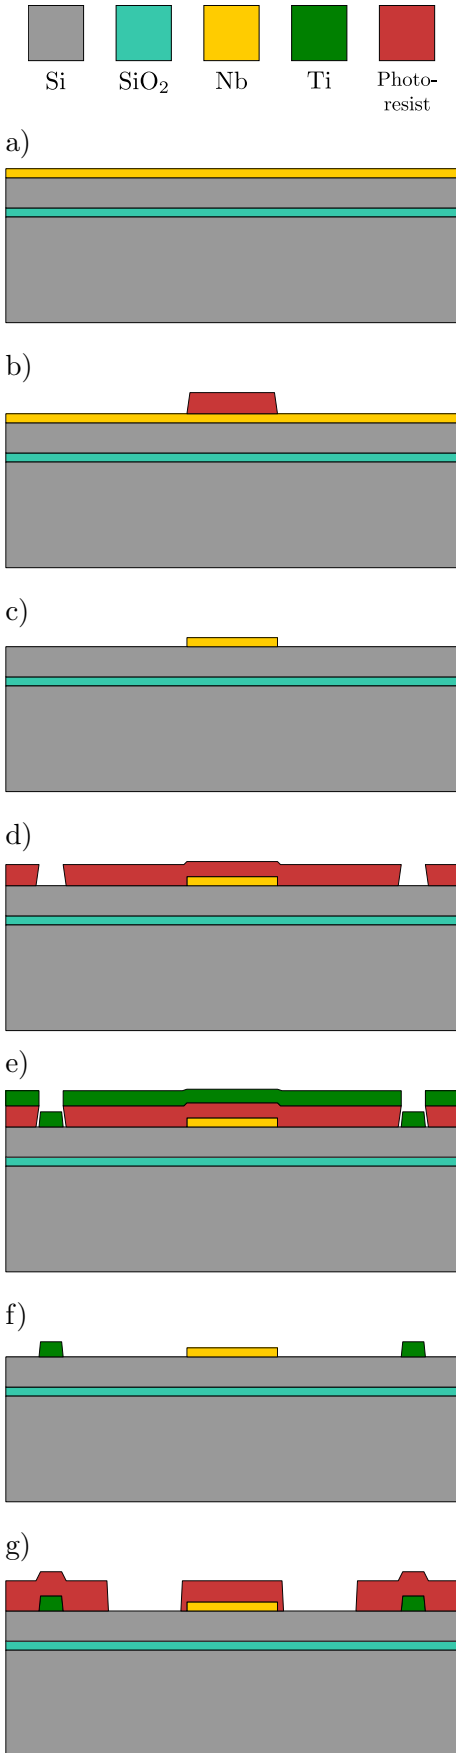 Si SiO₂ Nb Ti Photo-
resist
a)
b)
c)
d)
e)
f)
g)